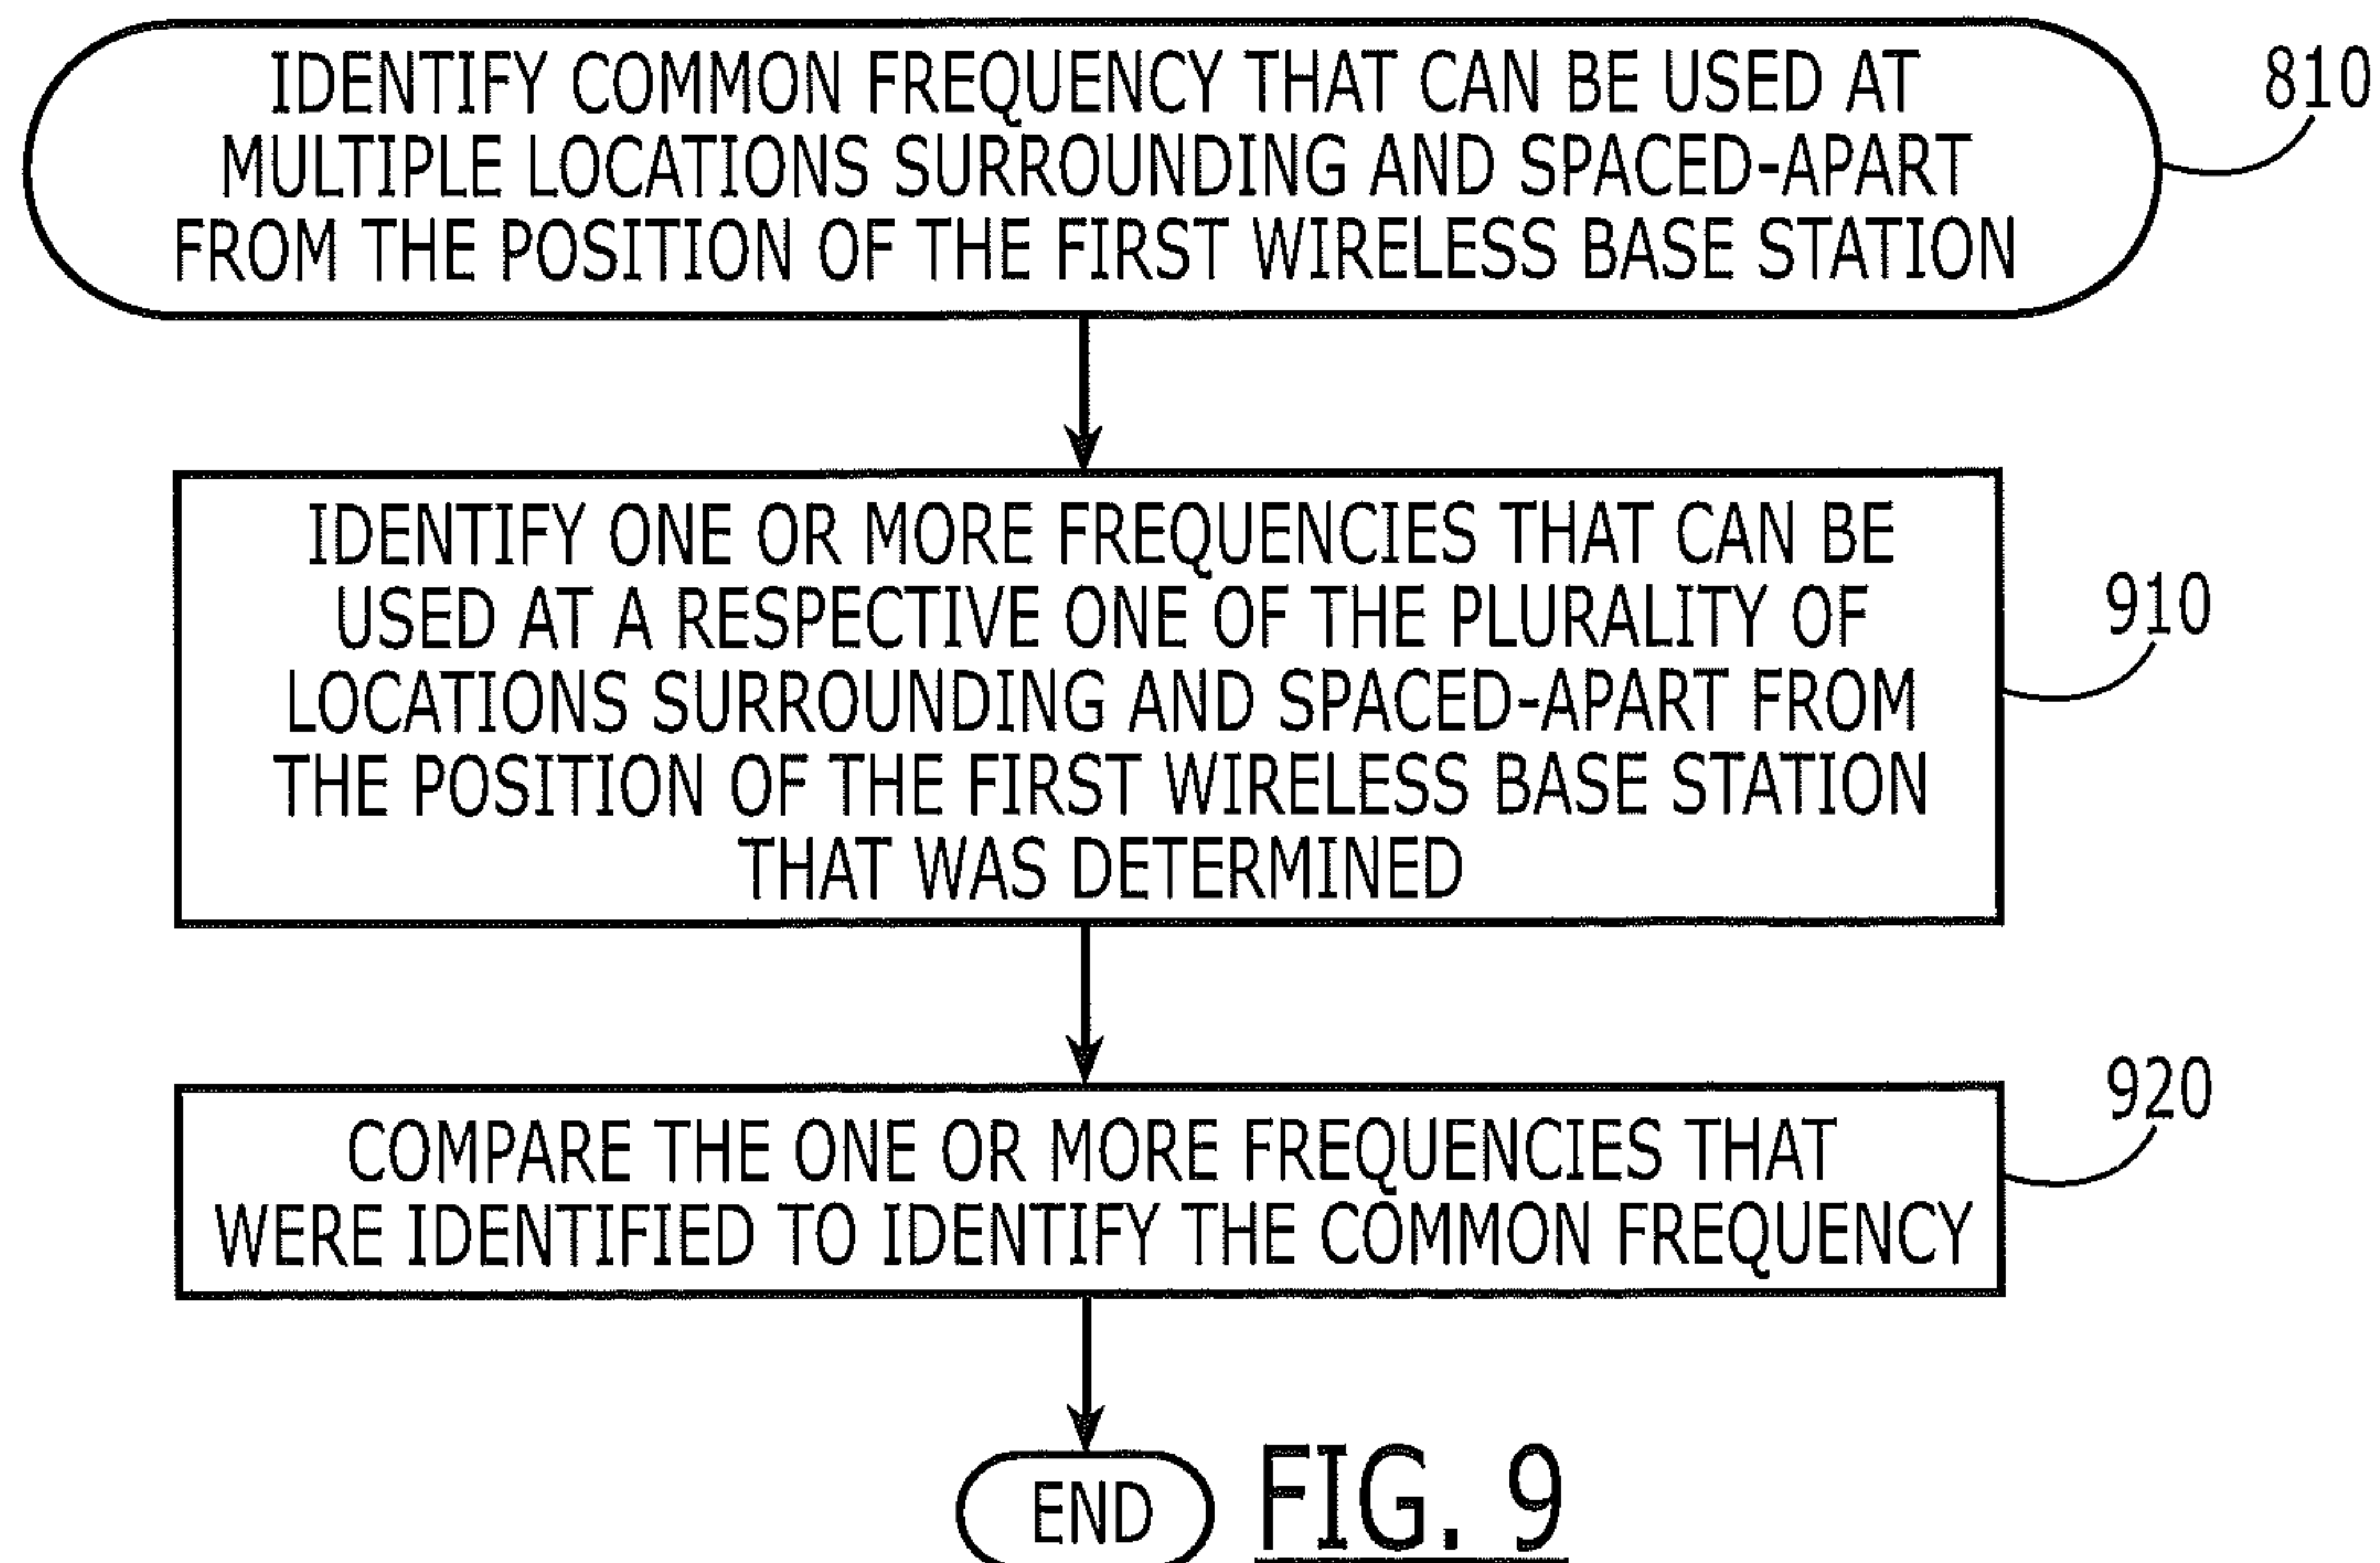 IDENTIFY COMMON FREQUENCY THAT CAN BE USED AT
MULTIPLE LOCATIONS SURROUNDING AND SPACED-APART
FROM THE POSITION OF THE FIRST WIRELESS BASE STATION
810
IDENTIFY ONE OR MORE FREQUENCIES THAT CAN BE
USED AT A RESPECTIVE ONE OF THE PLURALITY OF
LOCATIONS SURROUNDING AND SPACED-APART FROM
THE POSITION OF THE FIRST WIRELESS BASE STATION
THAT WAS DETERMINED
910
COMPARE THE ONE OR MORE FREQUENCIES THAT
WERE IDENTIFIED TO IDENTIFY THE COMMON FREQUENCY
920
END
FIG. 9